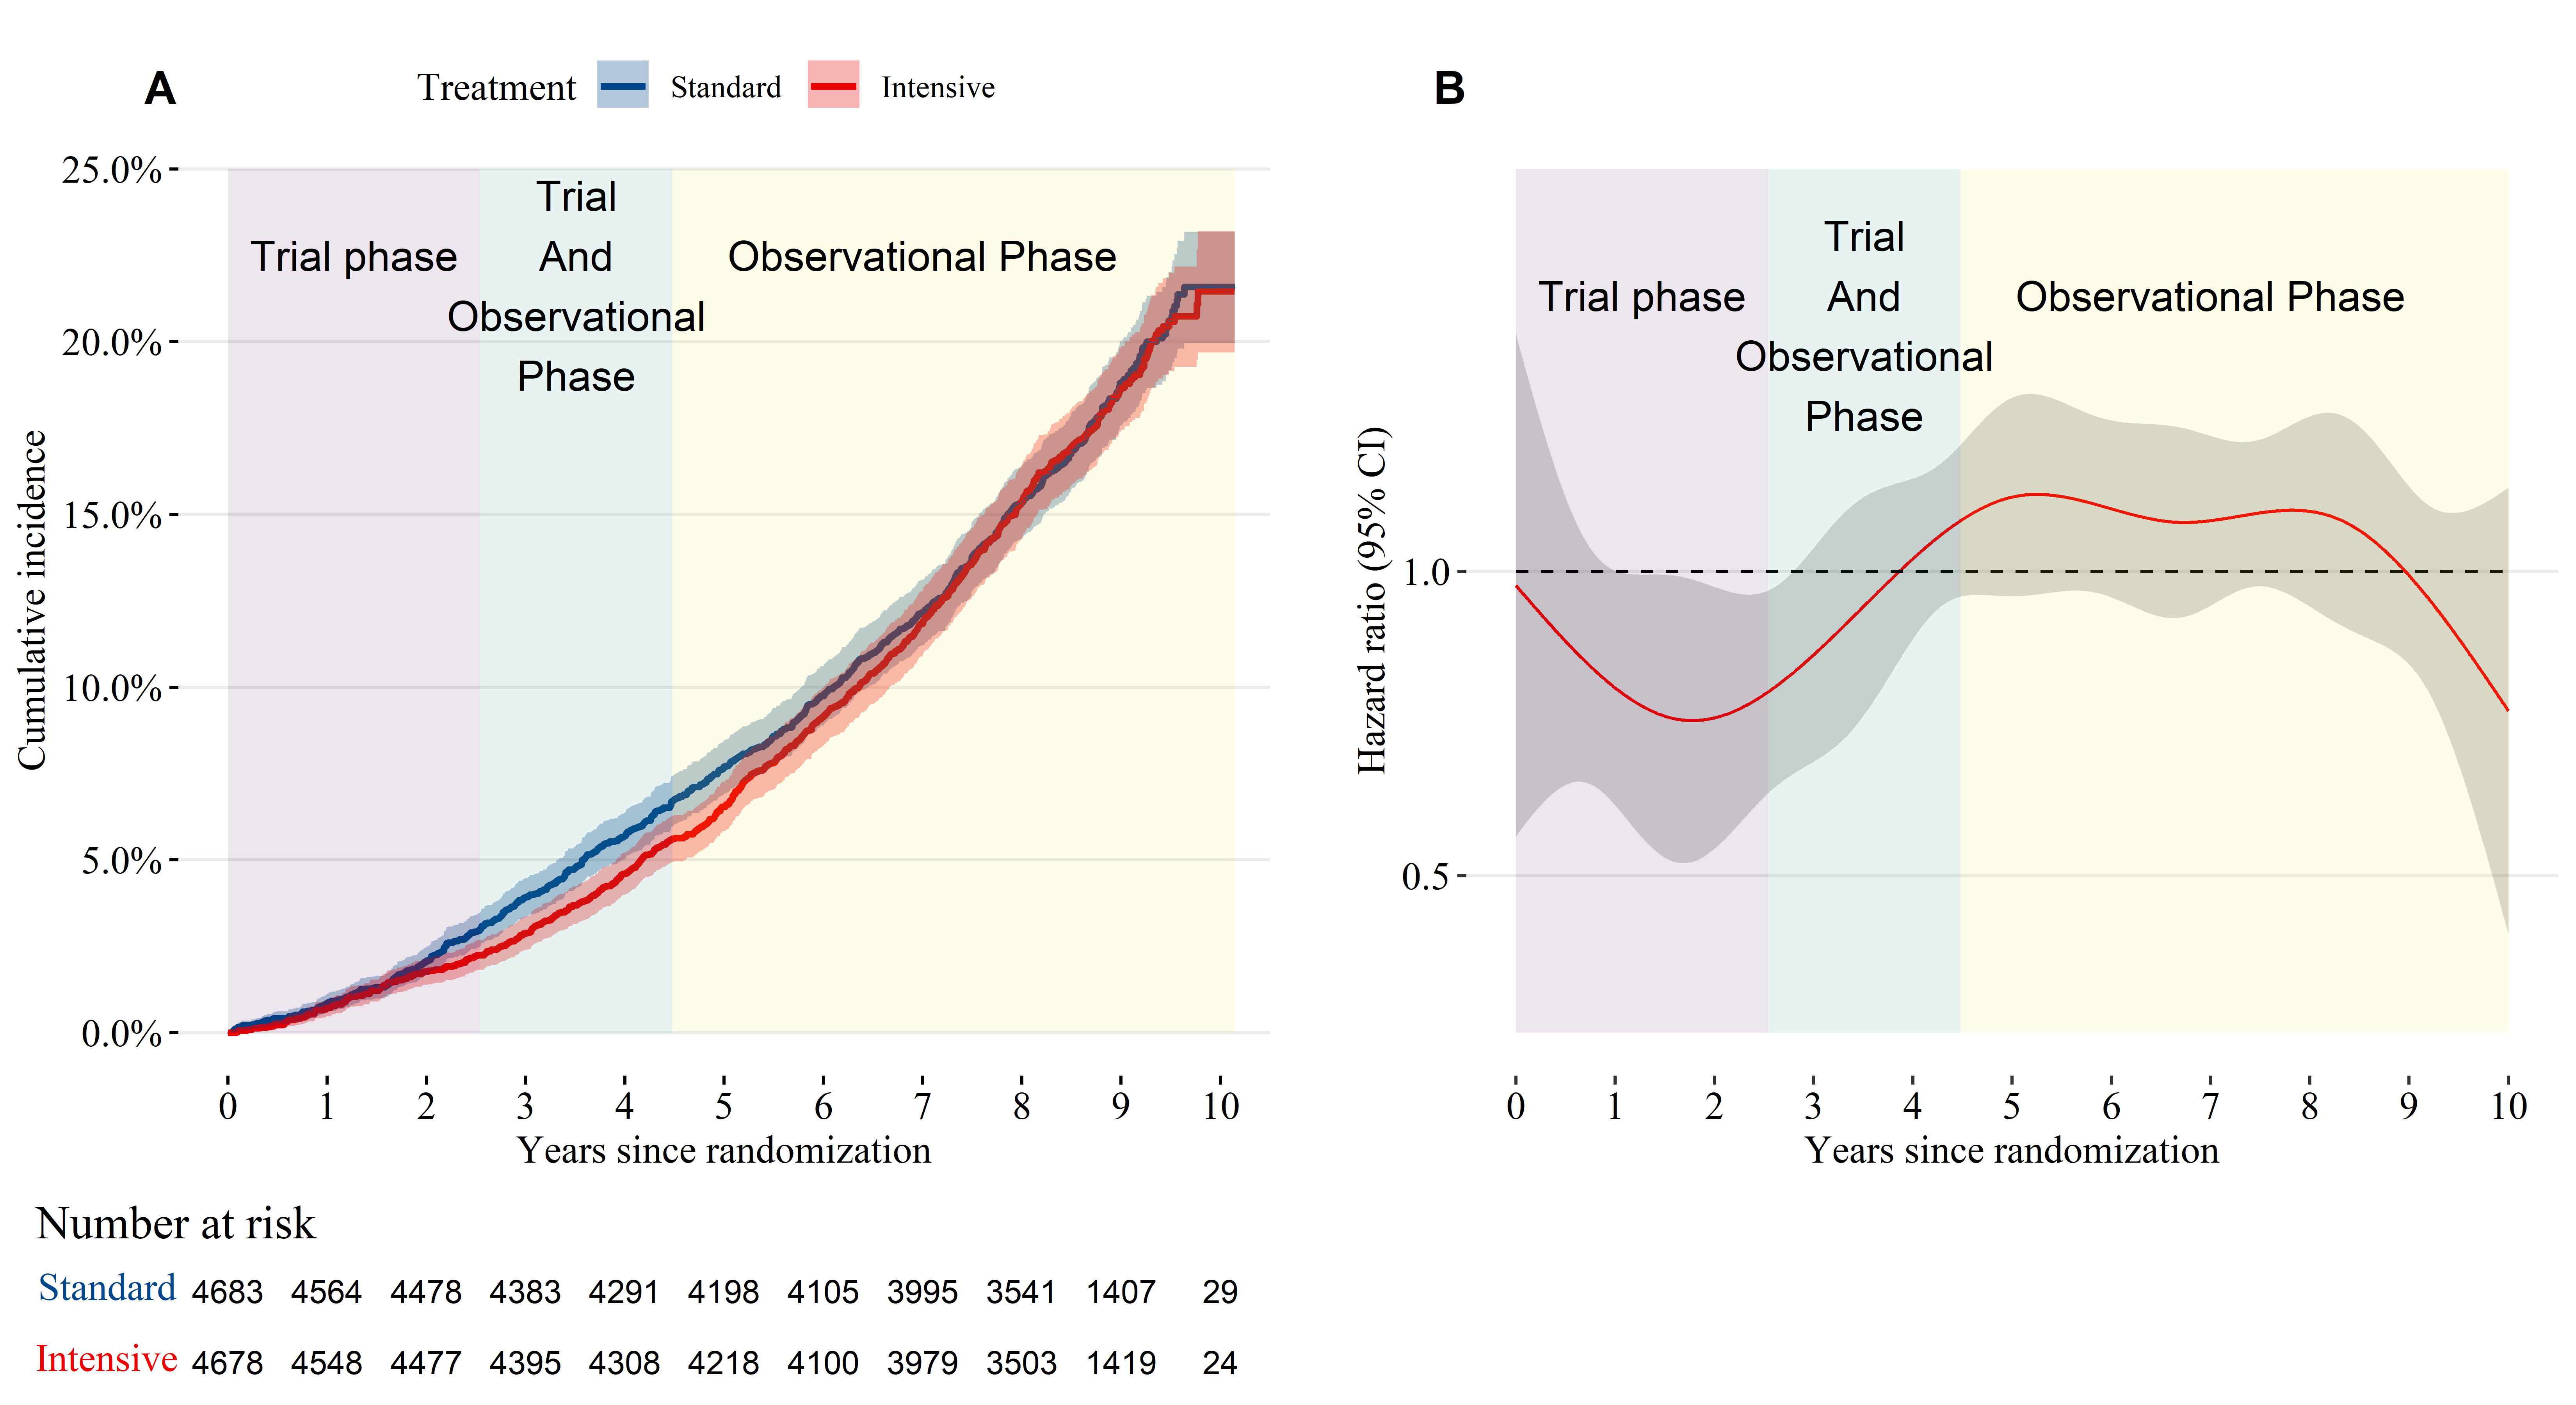 A
Treatment Standard Intensive
25.0%
20.0%
15.0%
10.0%
5.0%
0.0%
Cumulative incidence
Trial phase
Trial
And
Observational
Phase
Observational Phase
0 1 2 3 4 5 6 7 8 9 10
Years since randomization
Number at risk
Standard 4683 4564 4478 4383 4291 4198 4105 3995 3541 1407 29
Intensive 4678 4548 4477 4395 4308 4218 4100 3979 3503 1419 24
B
Hazard ratio (95% CI)
1.0
0.5
Trial phase
Trial
And
Observational
Phase
Observational Phase
0 1 2 3 4 5 6 7 8 9 10
Years since randomization